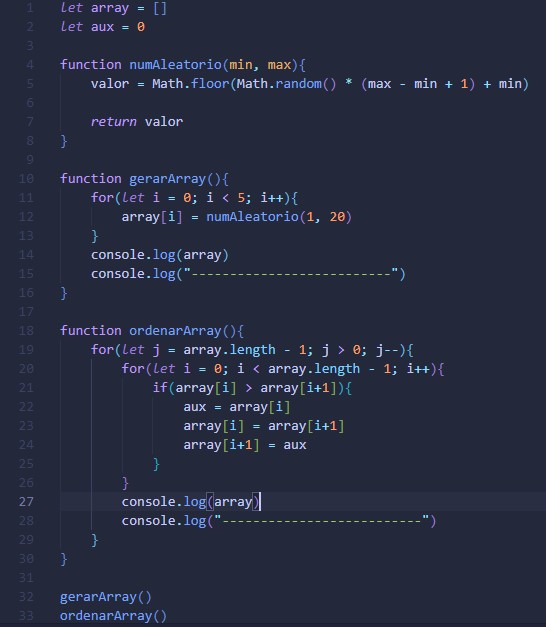 1 let array = []
2 let aux = 0
3
4 function numAleatorio(min, max){
5     valor = Math.floor(Math.random() * (max - min + 1) + min)
6
7     return valor
8 }
9
10 function gerarArray(){
11     for(let i = 0; i < 5; i++){
12         array[i] = numAleatorio(1, 20)
13     }
14     console.log(array)
15     console.log("--------------------------")
16 }
17
18 function ordenarArray(){
19     for(let j = array.length - 1; j > 0; j--){
20         for(let i = 0; i < array.length - 1; i++){
21             if(array[i] > array[i+1]){
22                 aux = array[i]
23                 array[i] = array[i+1]
24                 array[i+1] = aux
25             }
26         }
27         console.log(array)
28         console.log("--------------------------")
29     }
30 }
31
32 gerarArray()
33 ordenarArray()